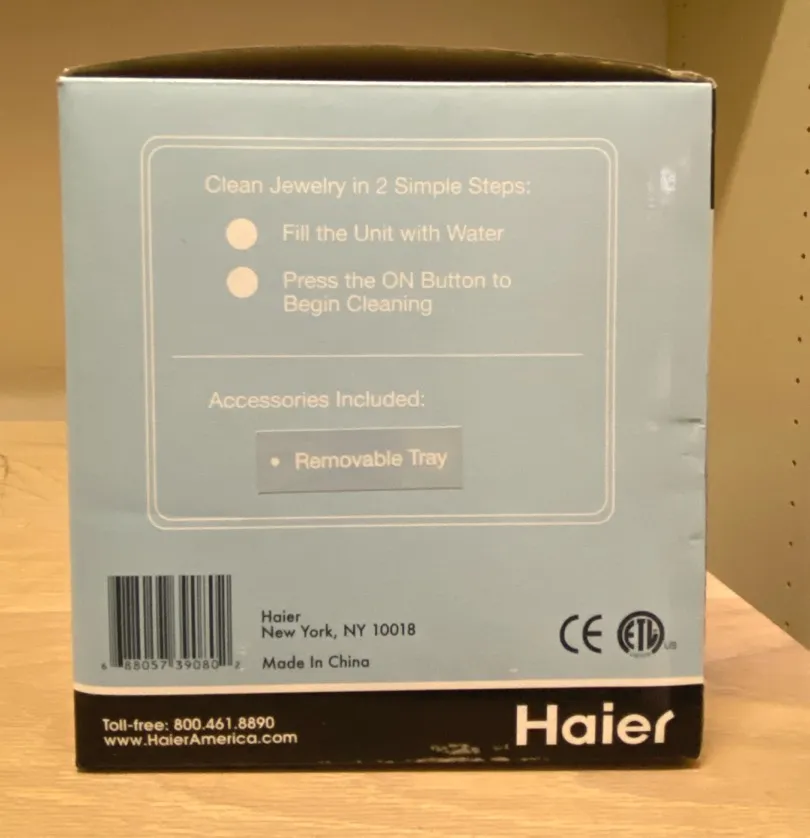 Clean Jewelry in 2 Simple Steps:
Fill the Unit with Water
Press the ON Button to
Begin Cleaning
Accessories Included:
• Removable Tray
6 88057 39080 2
Haier
New York, NY 10018
Made In China
CE ETL US
Toll-free: 800.461.8890
www.HaierAmerica.com
Haier